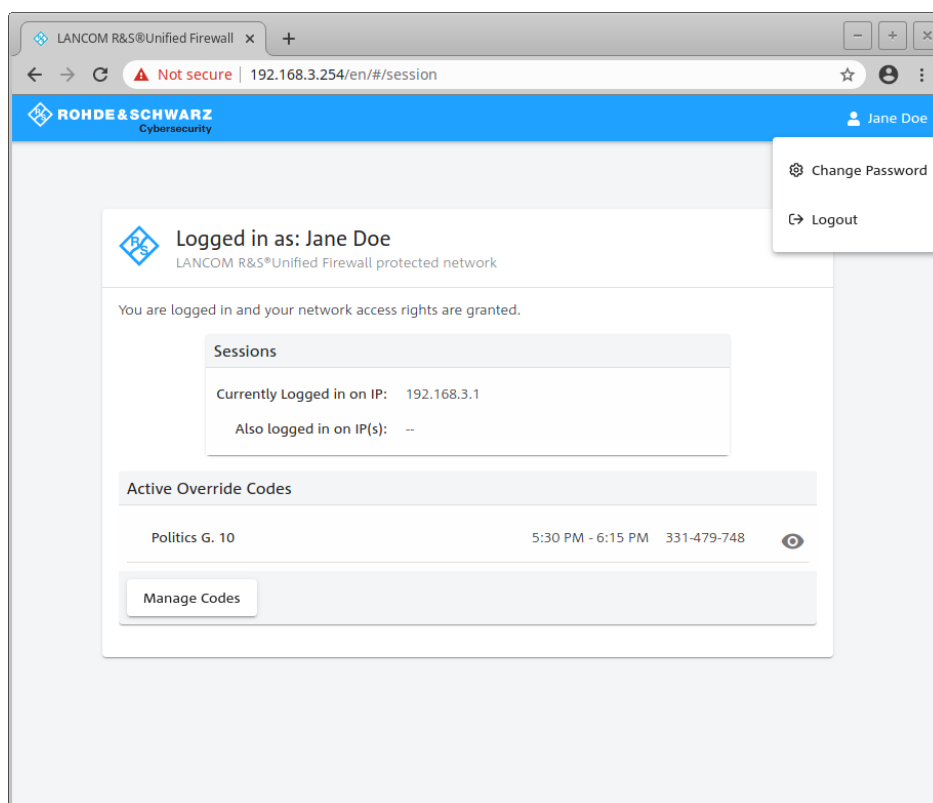 LANCOM R&S®Unified Firewall
Not secure | 192.168.3.254/en/#/session
ROHDE & SCHWARZ
Cybersecurity
Jane Doe
Change Password
Logout
R S
Logged in as: Jane Doe
LANCOM R&S®Unified Firewall protected network
You are logged in and your network access rights are granted.
Sessions
Currently Logged in on IP: 192.168.3.1
Also logged in on IP(s): --
Active Override Codes
Politics G. 10 5:30 PM - 6:15 PM 331-479-748
Manage Codes